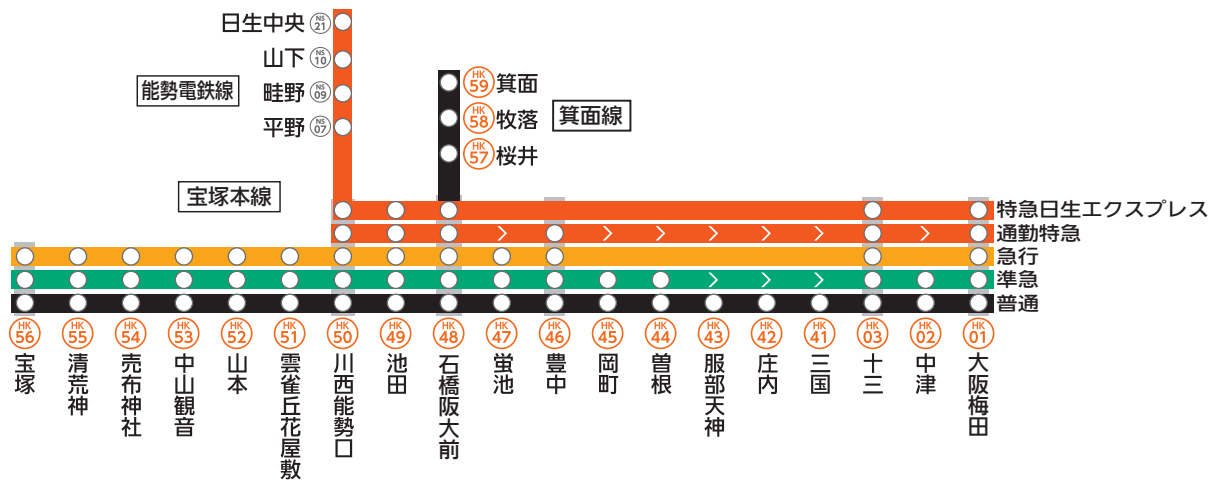 日生中央
NS
21
山下
NS
10
畦野
NS
09
平野
NS
07
能勢電鉄線
HK
59
箕面
HK
58
牧落
HK
57
桜井
箕面線
宝塚本線
特急日生エクスプレス
通勤特急
急行
準急
普通
HK
56
宝塚
HK
55
清荒神
HK
54
売布神社
HK
53
中山観音
HK
52
山本
HK
51
雲雀丘花屋敷
HK
50
川西能勢口
HK
49
池田
HK
48
石橋阪大前
HK
47
蛍池
HK
46
豊中
HK
45
岡町
HK
44
曽根
HK
43
服部天神
HK
42
庄内
HK
41
三国
HK
03
十三
HK
02
中津
HK
01
大阪梅田